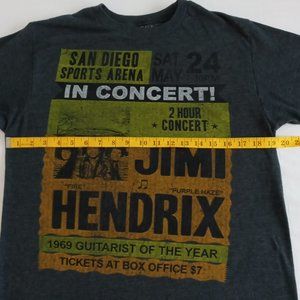 SAN DIEGO SAT 24
SPORTS ARENA MAY
IN CONCERT!
2 HOUR
CONCERT
JIMI
"FIRE" "PURPLE HAZE"
HENDRIX
1969 GUITARIST OF THE YEAR
TICKETS AT BOX OFFICE $7